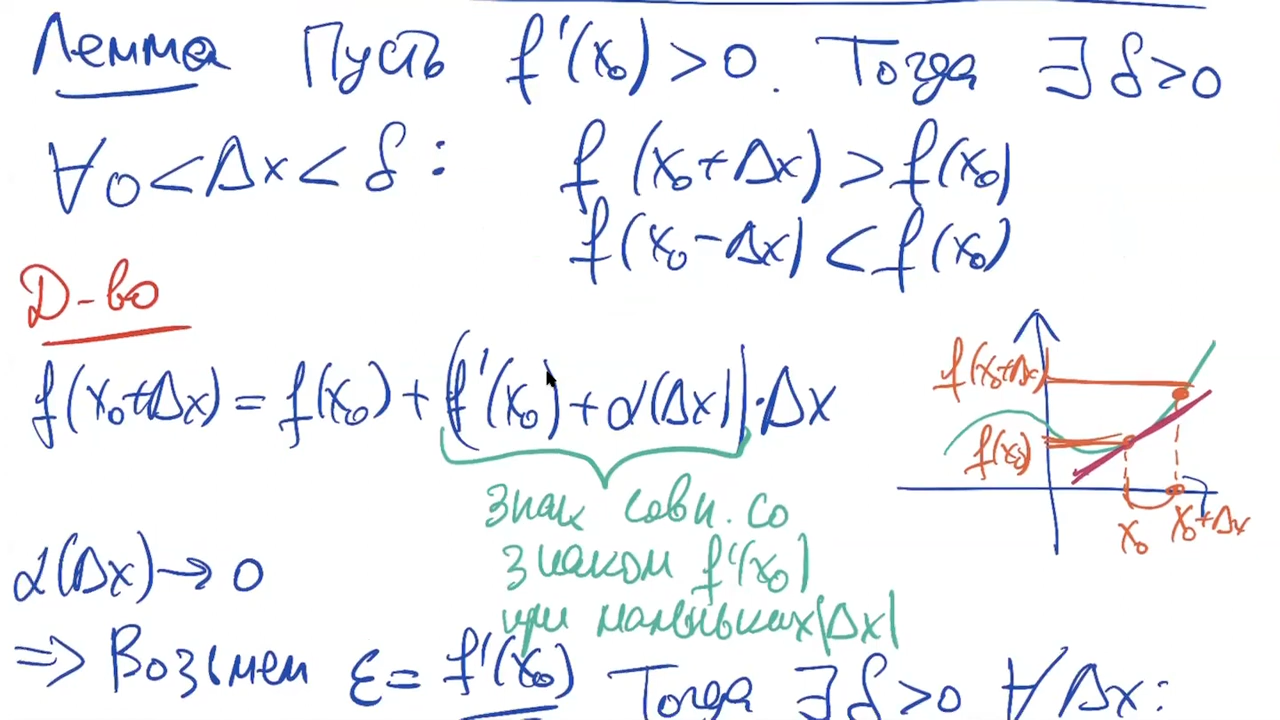 Лемма Пусть f'(x₀) > 0. Тогда ∃ δ > 0
∀ 0 < Δx < δ : f(x₀ + Δx) > f(x₀)
f(x₀ - Δx) < f(x₀)
Д-во
f(x₀+Δx) = f(x₀) + (f'(x₀) + α(Δx))·Δx
f(x₀+Δx)
f(x₀)
x₀ x₀+Δx
знак совп. со
знаком f'(x₀)
при маленьких |Δx|
α(Δx) → 0
=> Возьмем ε = f'(x₀) Тогда ∃ δ > 0 ∀ Δx :